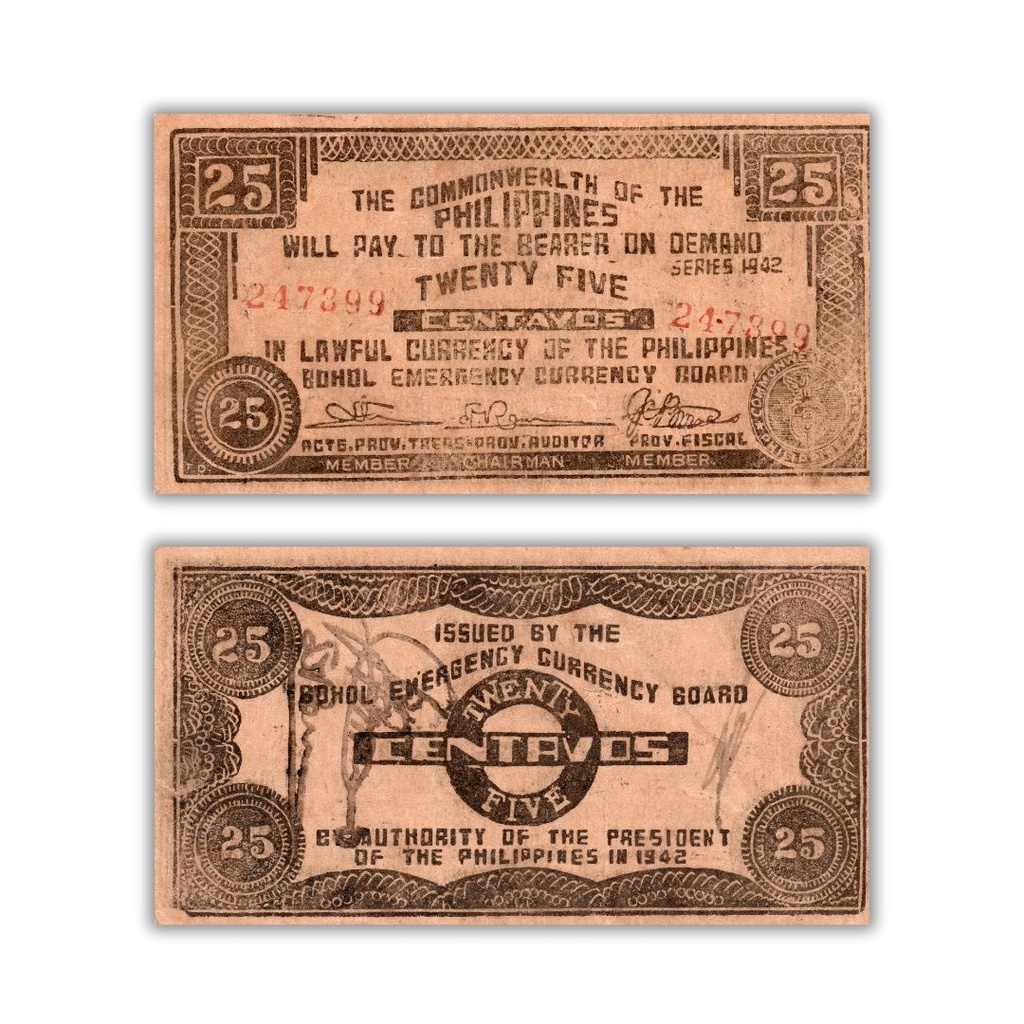 25 25
THE COMMONWEALTH OF THE
PHILIPPINES
WILL PAY TO THE BEARER ON DEMAND
SERIES 1942
TWENTY FIVE
247399 247399
CENTAVOS
IN LAWFUL CURRENCY OF THE PHILIPPINES
BOHOL EMERGENCY CURRENCY BOARD
25
ACTG. PROV. TREAS. PROV. AUDITOR PROV. FISCAL
MEMBER CHAIRMAN MEMBER
25 25
ISSUED BY THE
BOHOL EMERGENCY CURRENCY BOARD
TWENTY
CENTAVOS
FIVE
25 25
BY AUTHORITY OF THE PRESIDENT
OF THE PHILIPPINES IN 1942